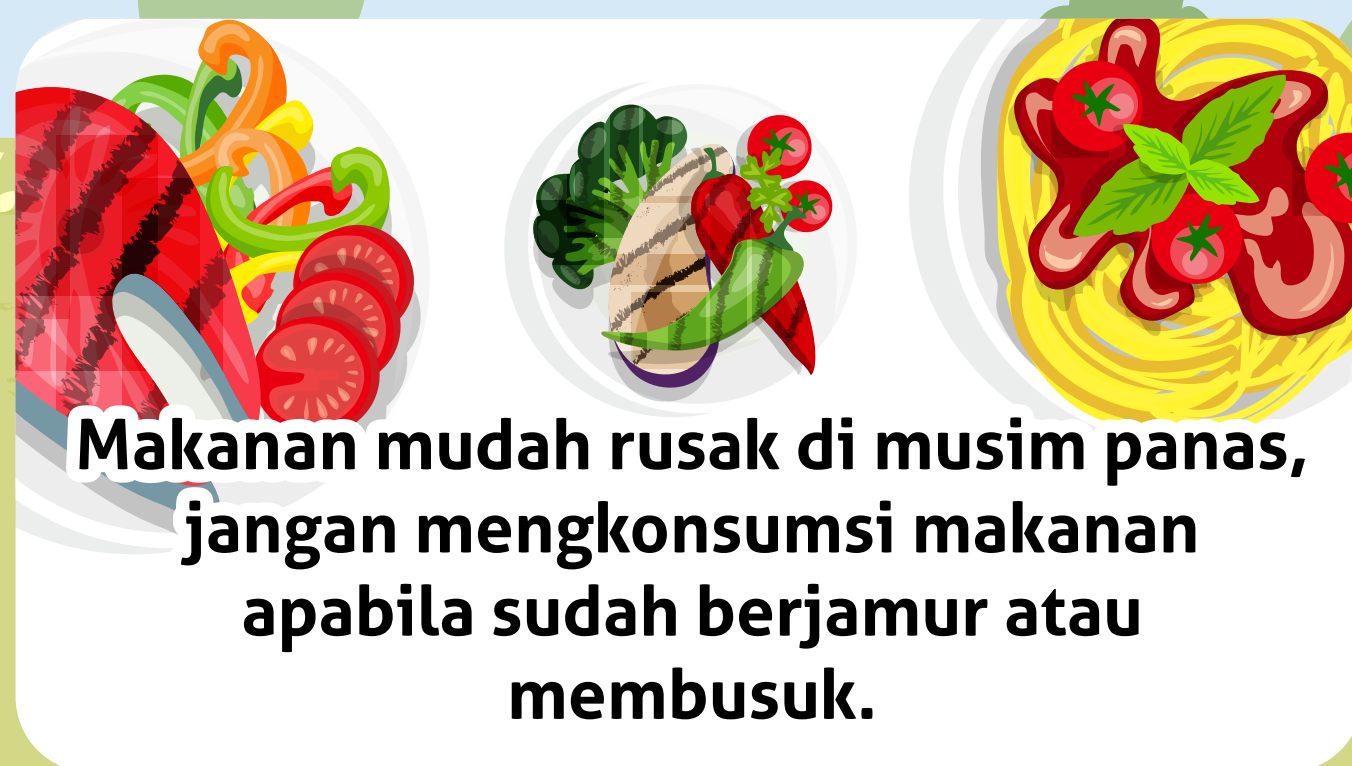 Makanan mudah rusak di musim panas,
jangan mengkonsumsi makanan
apabila sudah berjamur atau
membusuk.